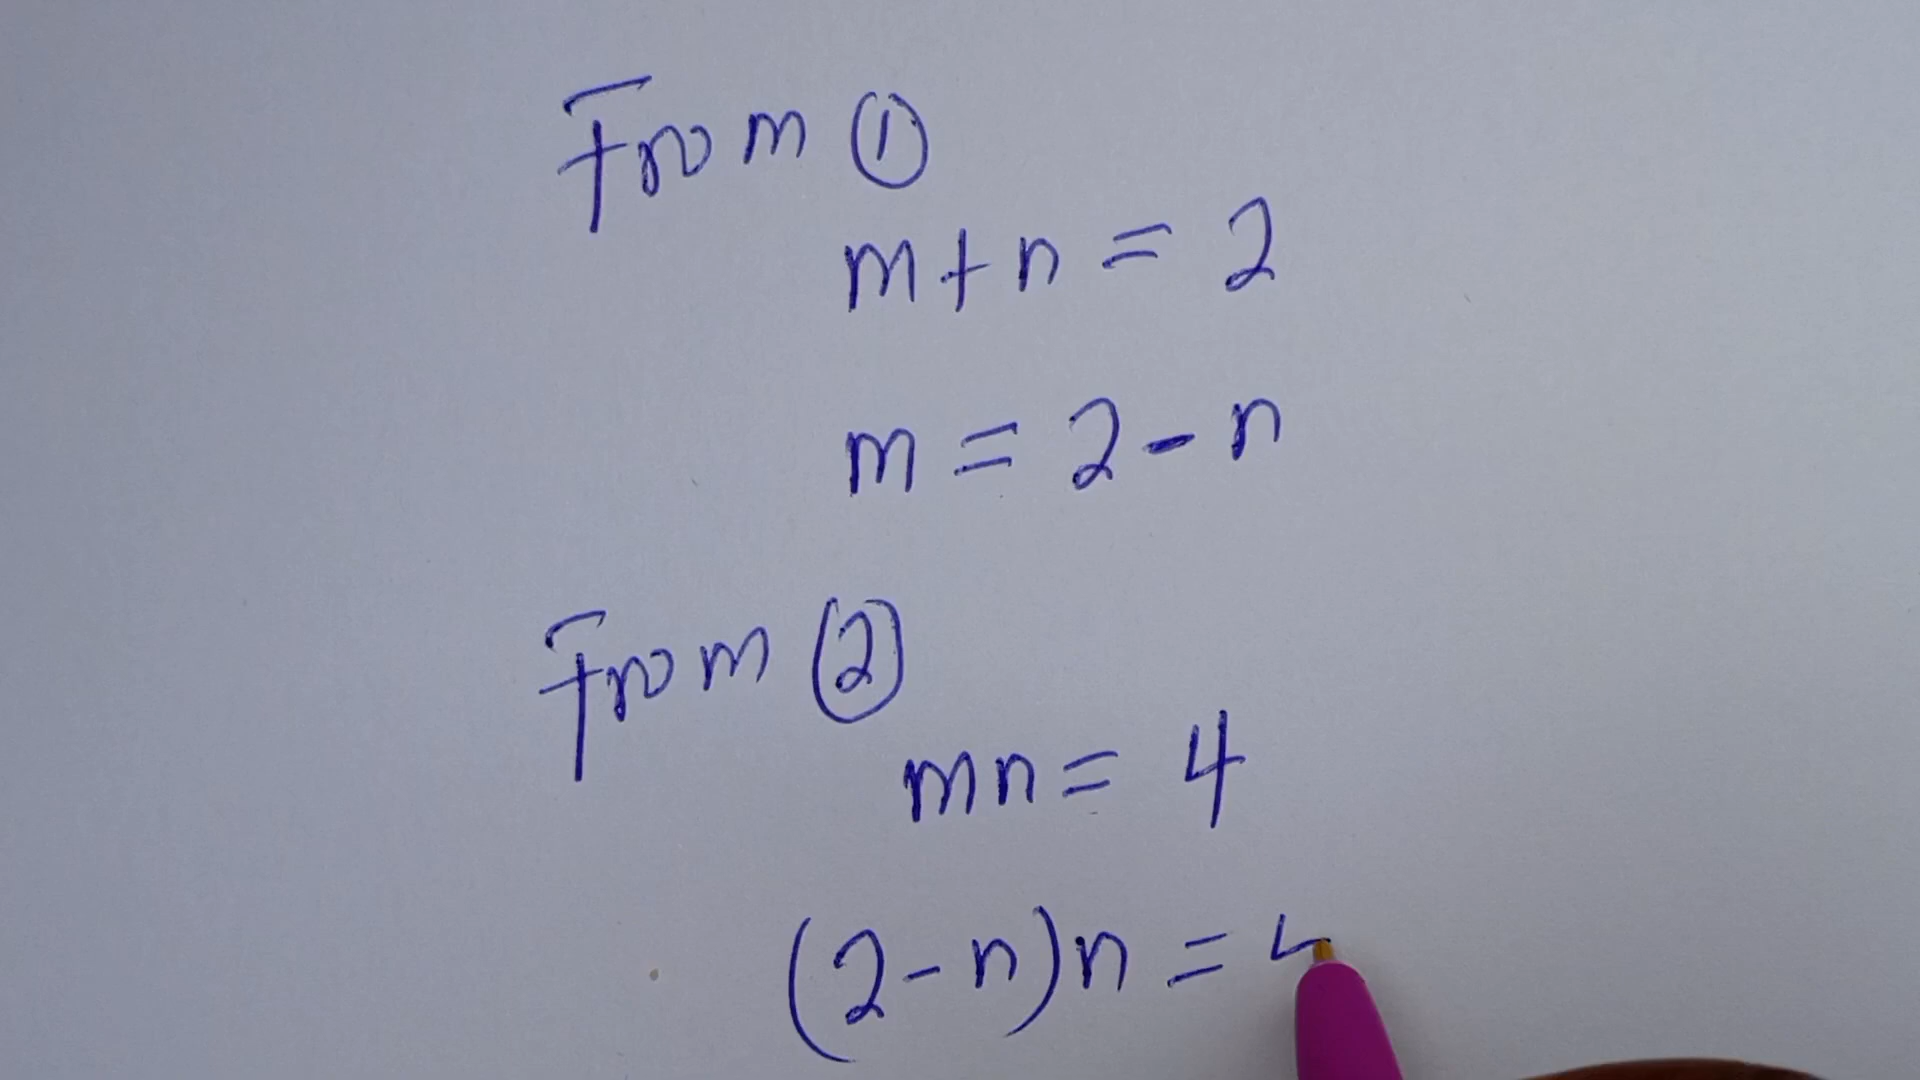 From ①
m + n = 2
m = 2 - n
From ②
mn = 4
(2 - n)n = 4